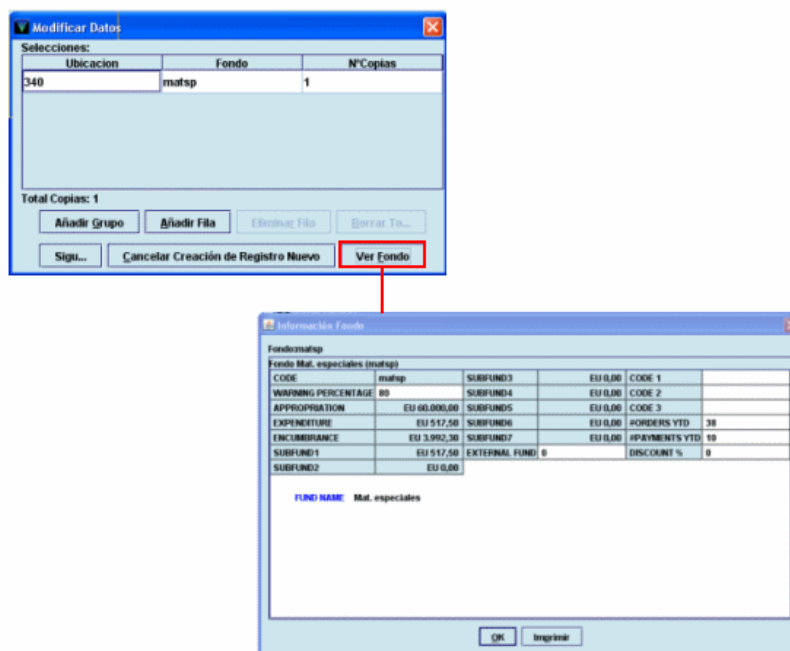 Modificar Datos
Selecciones:
Ubicacion Fondo NºCopias
340 matsp 1
Total Copias: 1
Añadir Grupo Añadir Fila Eliminar Fila Borrar To...
Sigu... Cancelar Creación de Registro Nuevo Ver Fondo
Información Fondo
Fondo:matsp
Fondo Mat. especiales (matsp)
CODE matsp SUBFUND3 EU 0,00 CODE 1
WARNING PERCENTAGE 80 SUBFUND4 EU 0,00 CODE 2
APPROPRIATION EU 60.000,00 SUBFUND5 EU 0,00 CODE 3
EXPENDITURE EU 517,50 SUBFUND6 EU 0,00 #ORDERS YTD 38
ENCUMBRANCE EU 3.992,30 SUBFUND7 EU 0,00 #PAYMENTS YTD 10
SUBFUND1 EU 517,50 EXTERNAL FUND 0 DISCOUNT % 0
SUBFUND2 EU 0,00
FUND NAME Mat. especiales
OK Imprimir